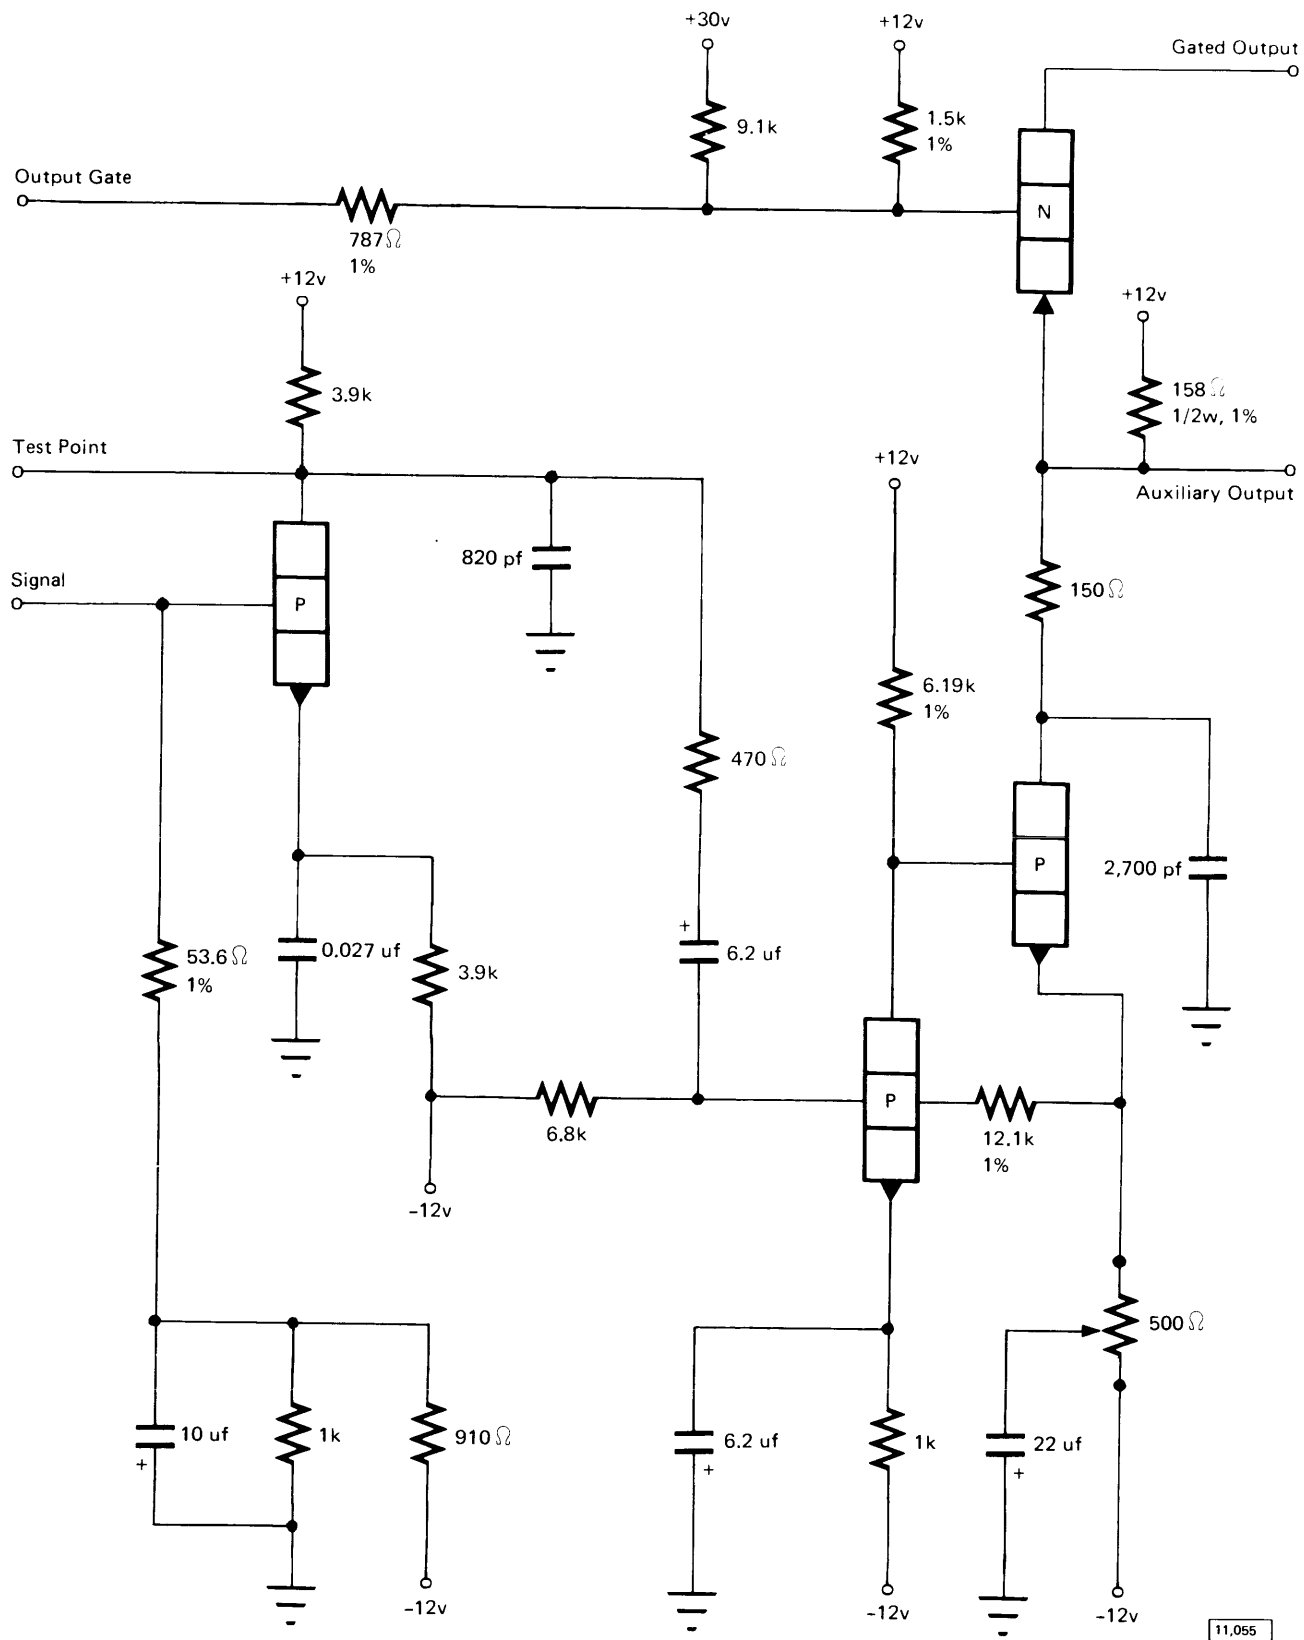 +30v
+12v
Gated Output
9.1k
1.5k
1%
Output Gate
N
787Ω
1%
+12v
+12v
3.9k
158Ω
1/2w, 1%
Test Point
+12v
Auxiliary Output
820 pf
Signal
P
150Ω
6.19k
1%
470Ω
P
2,700 pf
+
53.6Ω
1%
0.027 uf
3.9k
6.2 uf
P
6.8k
12.1k
1%
-12v
500Ω
10 uf
+
1k
910Ω
6.2 uf
+
1k
22 uf
+
-12v
-12v
-12v
11,055